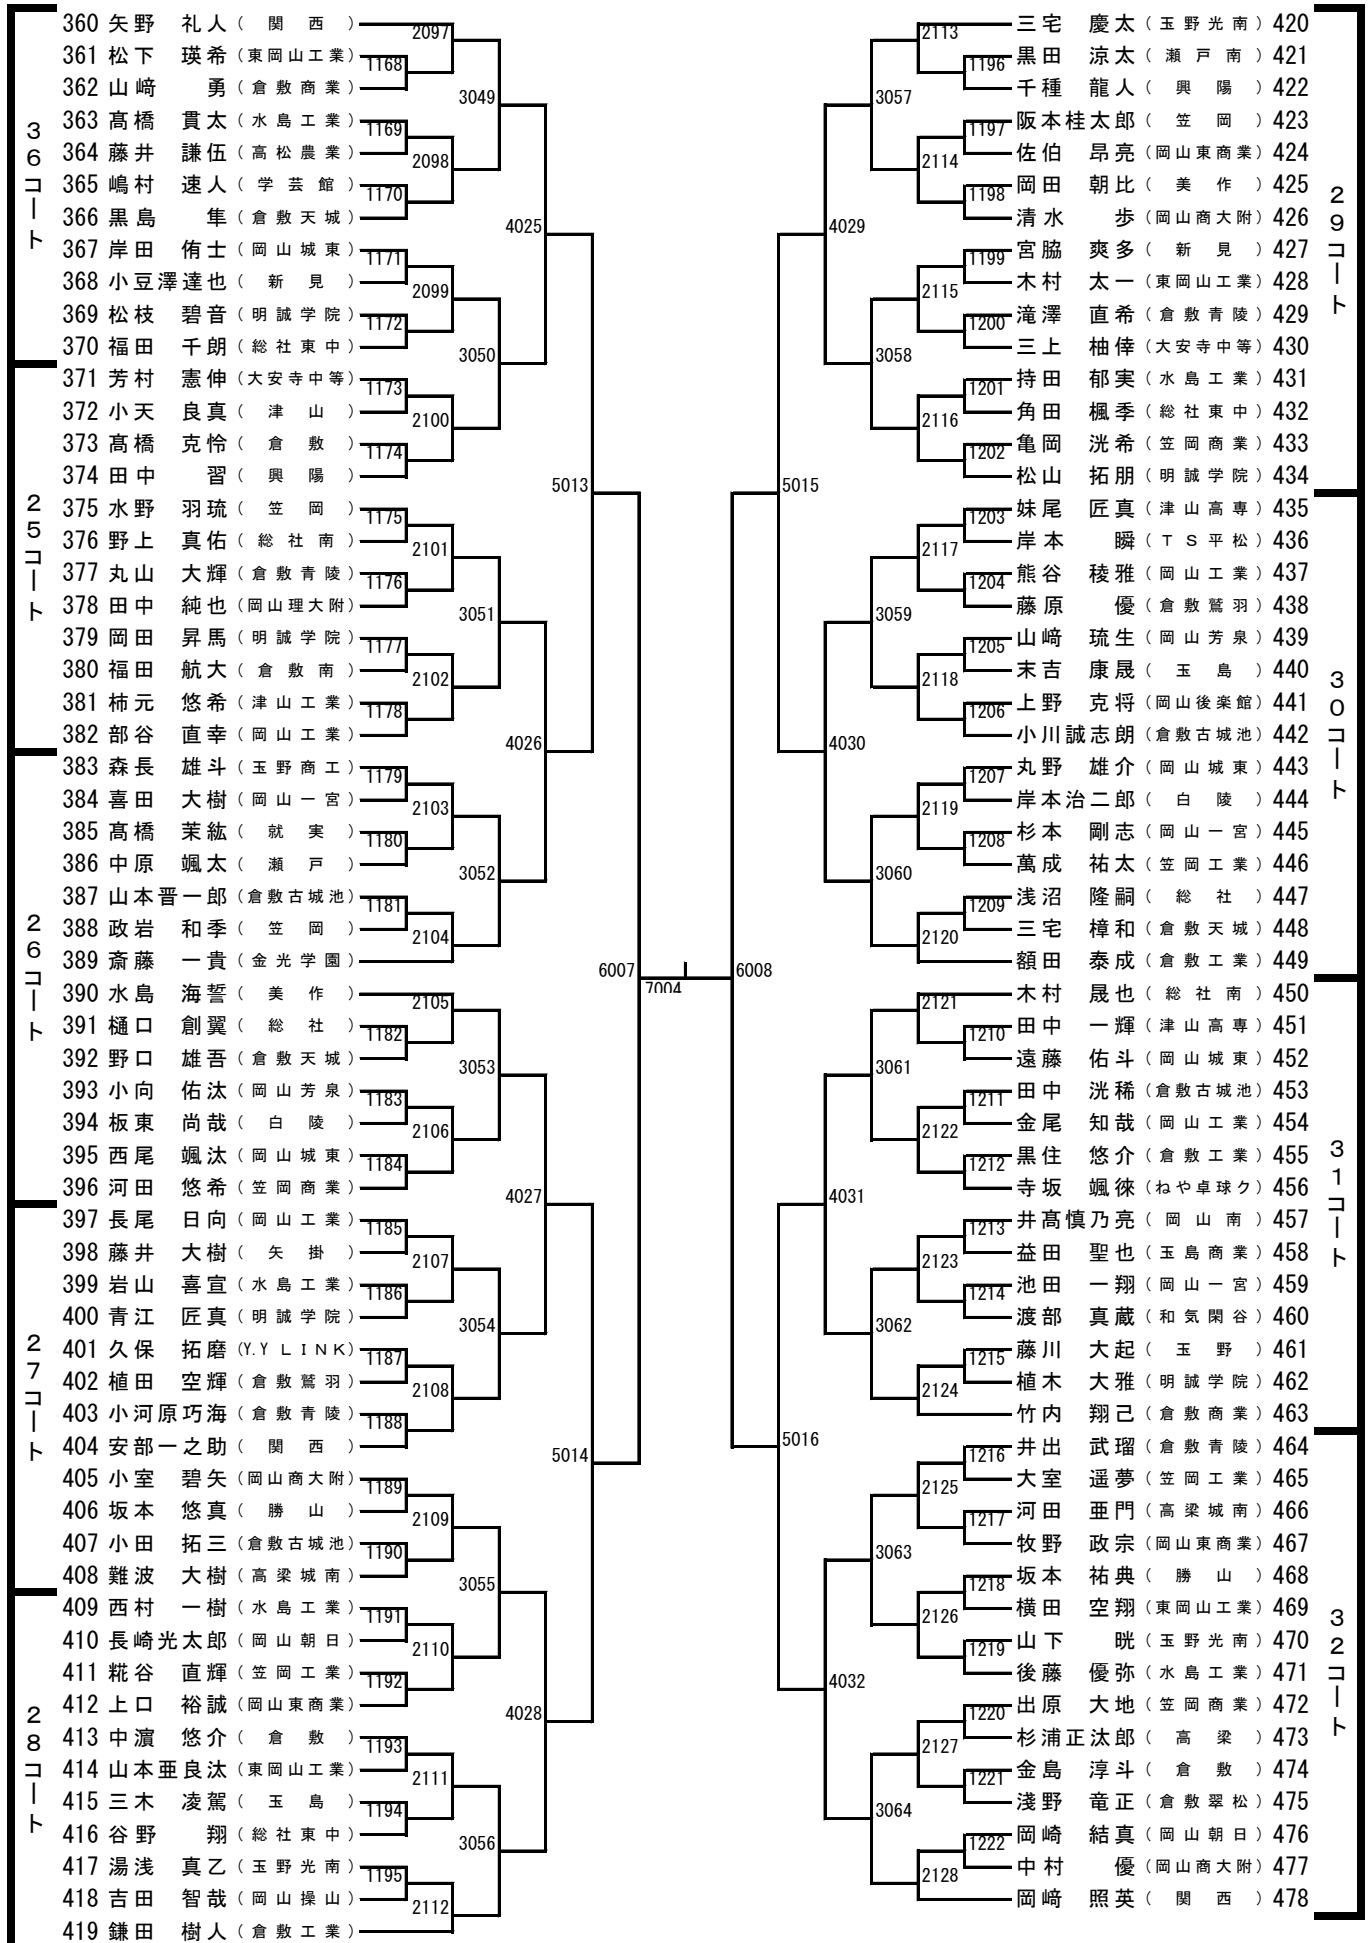 36コート
360 矢野 礼人 (関西)
361 松下 瑛希 (東岡山工業)
362 山﨑 勇 (倉敷商業)
363 髙橋 貫太 (水島工業)
364 藤井 謙伍 (高松農業)
365 嶋村 速人 (学芸館)
366 黒島 隼 (倉敷天城)
367 岸田 侑士 (岡山城東)
368 小豆澤達也 (新見)
369 松枝 碧音 (明誠学院)
370 福田 千朗 (総社東中)
25コート
371 芳村 憲伸 (大安寺中等)
372 小天 良真 (津山)
373 髙橋 克怜 (倉敷)
374 田中 習 (興陽)
375 水野 羽琉 (笠岡)
376 野上 真佑 (総社南)
377 丸山 大輝 (倉敷青陵)
378 田中 純也 (岡山理大附)
379 岡田 昇馬 (明誠学院)
380 福田 航大 (倉敷南)
381 柿元 悠希 (津山工業)
382 部谷 直幸 (岡山工業)
26コート
383 森長 雄斗 (玉野商工)
384 喜田 大樹 (岡山一宮)
385 髙橋 茉紘 (就実)
386 中原 颯太 (瀬戸)
387 山本晋一郎 (倉敷古城池)
388 政岩 和季 (笠岡)
389 斎藤 一貴 (金光学園)
390 水島 海誓 (美作)
391 樋口 創翼 (総社)
392 野口 雄吾 (倉敷天城)
393 小向 佑汰 (岡山芳泉)
394 板東 尚哉 (白陵)
395 西尾 颯汰 (岡山城東)
396 河田 悠希 (笠岡商業)
27コート
397 長尾 日向 (岡山工業)
398 藤井 大樹 (矢掛)
399 岩山 喜宣 (水島工業)
400 青江 匠真 (明誠学院)
401 久保 拓磨 (Y.Y LINK)
402 植田 空輝 (倉敷鷲羽)
403 小河原巧海 (倉敷青陵)
404 安部一之助 (関西)
405 小室 碧矢 (岡山商大附)
406 坂本 悠真 (勝山)
407 小田 拓三 (倉敷古城池)
408 難波 大樹 (高梁城南)
28コート
409 西村 一樹 (水島工業)
410 長崎光太郎 (岡山朝日)
411 糀谷 直輝 (笠岡工業)
412 上口 裕誠 (岡山東商業)
413 中濵 悠介 (倉敷)
414 山本亜良汰 (東岡山工業)
415 三木 凌駕 (玉島)
416 谷野 翔 (総社東中)
417 湯浅 真乙 (玉野光南)
418 吉田 智哉 (岡山操山)
419 鎌田 樹人 (倉敷工業)
1168
1169
1170
1171
1172
1173
1174
1175
1176
1177
1178
1179
1180
1181
1182
1183
1184
1185
1186
1187
1188
1189
1190
1191
1192
1193
1194
1195
2097
2098
2099
2100
2101
2102
2103
2104
2105
2106
2107
2108
2109
2110
2111
2112
3049
3050
3051
3052
3053
3054
3055
3056
4025
4026
4027
4028
5013
5014
6007
7004
6008
5015
5016
4029
4030
4031
4032
3057
3058
3059
3060
3061
3062
3063
3064
2113
2114
2115
2116
2117
2118
2119
2120
2121
2122
2123
2124
2125
2126
2127
2128
1196
1197
1198
1199
1200
1201
1202
1203
1204
1205
1206
1207
1208
1209
1210
1211
1212
1213
1214
1215
1216
1217
1218
1219
1220
1221
1222
29コート
三宅 慶太 (玉野光南) 420
黒田 涼太 (瀬戸南) 421
千種 龍人 (興陽) 422
阪本桂太郎 (笠岡) 423
佐伯 昂亮 (岡山東商業) 424
岡田 朝比 (美作) 425
清水 歩 (岡山商大附) 426
宮脇 爽多 (新見) 427
木村 太一 (東岡山工業) 428
滝澤 直希 (倉敷青陵) 429
三上 柚倖 (大安寺中等) 430
持田 郁実 (水島工業) 431
角田 楓季 (総社東中) 432
亀岡 洸希 (笠岡商業) 433
松山 拓朋 (明誠学院) 434
30コート
妹尾 匠真 (津山高専) 435
岸本 瞬 (TS平松) 436
熊谷 稜雅 (岡山工業) 437
藤原 優 (倉敷鷲羽) 438
山﨑 琉生 (岡山芳泉) 439
末吉 康晟 (玉島) 440
上野 克将 (岡山後楽館) 441
小川誠志朗 (倉敷古城池) 442
丸野 雄介 (岡山城東) 443
岸本治二郎 (白陵) 444
杉本 剛志 (岡山一宮) 445
萬成 祐太 (笠岡工業) 446
浅沼 隆嗣 (総社) 447
三宅 樟和 (倉敷天城) 448
額田 泰成 (倉敷工業) 449
31コート
木村 晟也 (総社南) 450
田中 一輝 (津山高専) 451
遠藤 佑斗 (岡山城東) 452
田中 洸稀 (倉敷古城池) 453
金尾 知哉 (岡山工業) 454
黒住 悠介 (倉敷工業) 455
寺坂 颯徠 (ねや卓球ク) 456
井髙慎乃亮 (岡山南) 457
益田 聖也 (玉島商業) 458
池田 一翔 (岡山一宮) 459
渡部 真蔵 (和気閑谷) 460
藤川 大起 (玉野) 461
植木 大雅 (明誠学院) 462
竹内 翔己 (倉敷商業) 463
32コート
井出 武瑠 (倉敷青陵) 464
大室 遥夢 (笠岡工業) 465
河田 亜門 (高梁城南) 466
牧野 政宗 (岡山東商業) 467
坂本 祐典 (勝山) 468
横田 空翔 (東岡山工業) 469
山下 晄 (玉野光南) 470
後藤 優弥 (水島工業) 471
出原 大地 (笠岡商業) 472
杉浦正汰郎 (高梁) 473
金島 淳斗 (倉敷) 474
淺野 竜正 (倉敷翠松) 475
岡崎 結真 (岡山朝日) 476
中村 優 (岡山商大附) 477
岡﨑 照英 (関西) 478